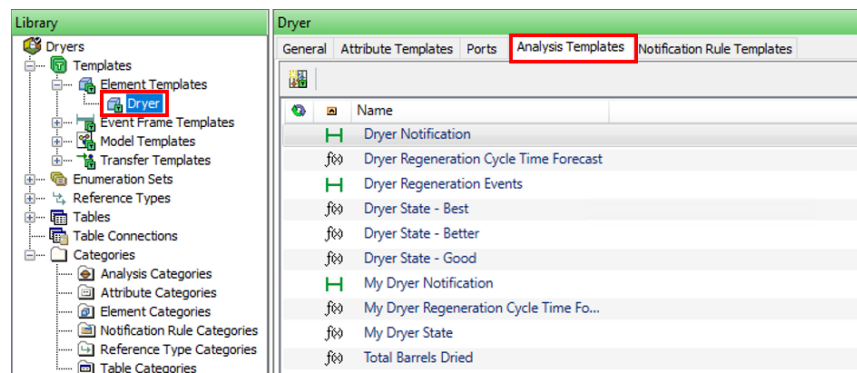 Library
Dryers
Templates
Element Templates
Dryer
Event Frame Templates
Model Templates
Transfer Templates
Enumeration Sets
Reference Types
Tables
Table Connections
Categories
Analysis Categories
Attribute Categories
Element Categories
Notification Rule Categories
Reference Type Categories
Table Categories
Dryer
General Attribute Templates Ports Analysis Templates Notification Rule Templates
Name
Dryer Notification
f(x) Dryer Regeneration Cycle Time Forecast
Dryer Regeneration Events
f(x) Dryer State - Best
f(x) Dryer State - Better
f(x) Dryer State - Good
My Dryer Notification
f(x) My Dryer Regeneration Cycle Time Fo...
f(x) My Dryer State
f(x) Total Barrels Dried